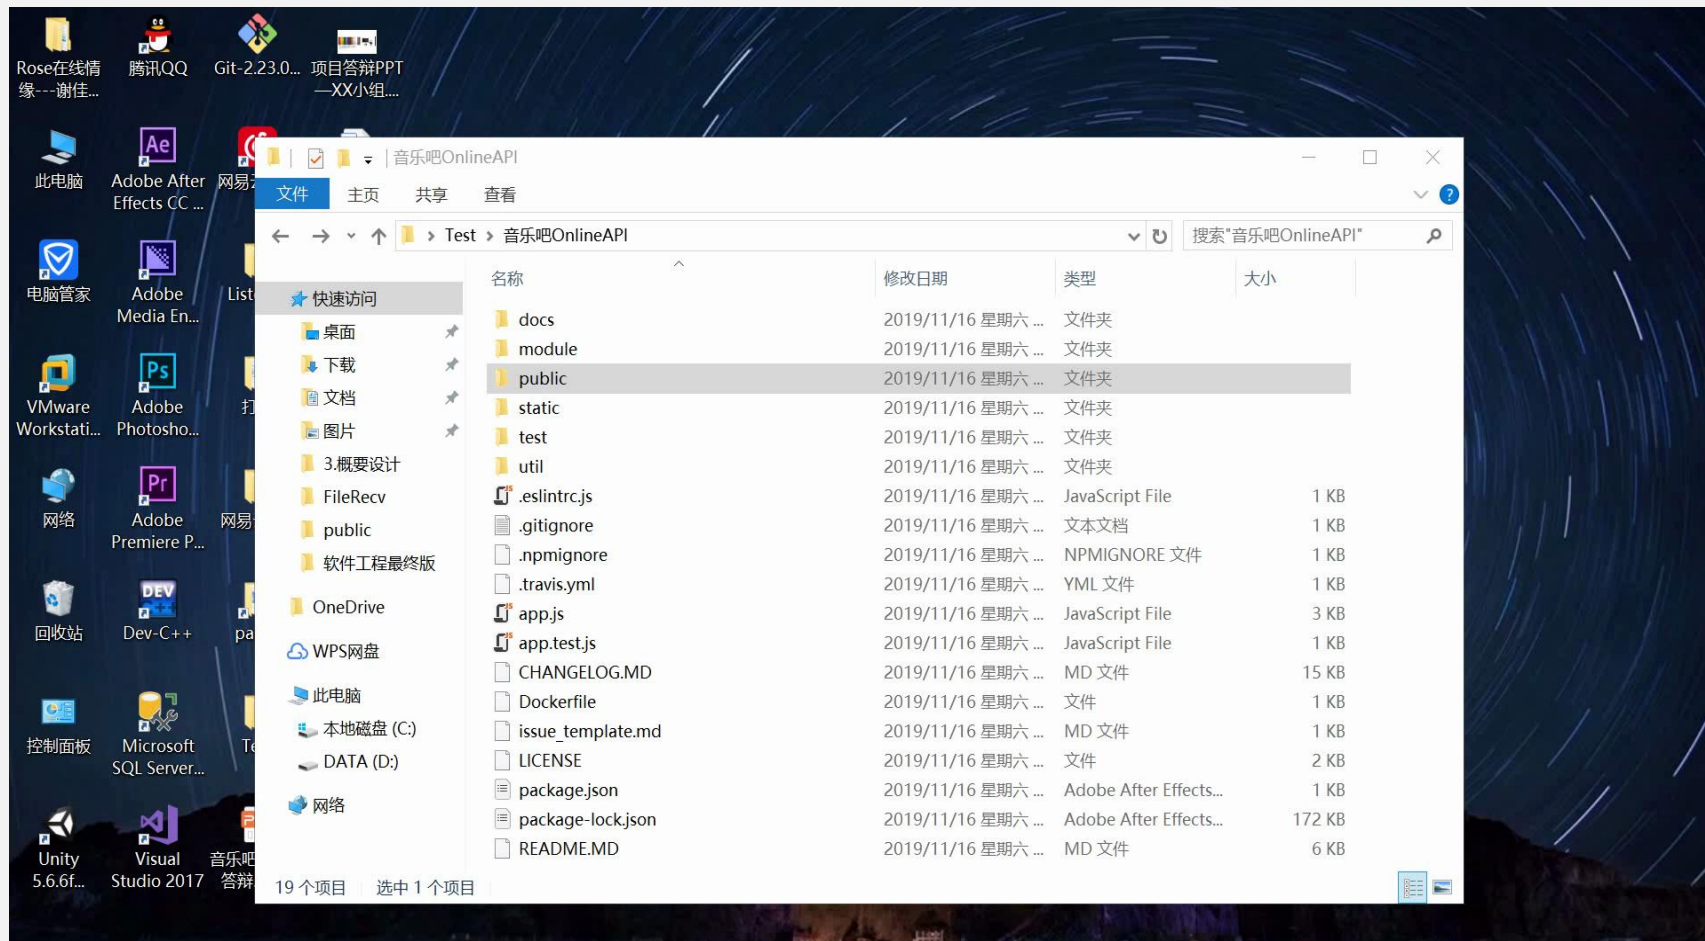 Rose在线情
缘---谢佳...
腾讯QQ
Git-2.23.0...
项目答辩PPT
—XX小组....
此电脑
Adobe After
Effects CC ...
网易
电脑管家
Adobe
Media En...
List
VMware
Workstati...
Adobe
Photosho...
打
网络
Adobe
Premiere P...
网易
回收站
Dev-C++
pa
控制面板
Microsoft
SQL Server...
Te
Unity
5.6.6f...
Visual
Studio 2017
音乐吧
答辩
音乐吧OnlineAPI
文件 主页 共享 查看
Test 音乐吧OnlineAPI
搜索"音乐吧OnlineAPI"
快速访问
桌面
下载
文档
图片
3.概要设计
FileRecv
public
软件工程最终版
OneDrive
WPS网盘
此电脑
本地磁盘 (C:)
DATA (D:)
网络
名称 修改日期 类型 大小
docs 2019/11/16 星期六 ... 文件夹
module 2019/11/16 星期六 ... 文件夹
public 2019/11/16 星期六 ... 文件夹
static 2019/11/16 星期六 ... 文件夹
test 2019/11/16 星期六 ... 文件夹
util 2019/11/16 星期六 ... 文件夹
.eslintrc.js 2019/11/16 星期六 ... JavaScript File 1 KB
.gitignore 2019/11/16 星期六 ... 文本文档 1 KB
.npmignore 2019/11/16 星期六 ... NPMIGNORE 文件 1 KB
.travis.yml 2019/11/16 星期六 ... YML 文件 1 KB
app.js 2019/11/16 星期六 ... JavaScript File 3 KB
app.test.js 2019/11/16 星期六 ... JavaScript File 1 KB
CHANGELOG.MD 2019/11/16 星期六 ... MD 文件 15 KB
Dockerfile 2019/11/16 星期六 ... 文件 1 KB
issue_template.md 2019/11/16 星期六 ... MD 文件 1 KB
LICENSE 2019/11/16 星期六 ... 文件 2 KB
package.json 2019/11/16 星期六 ... Adobe After Effects... 1 KB
package-lock.json 2019/11/16 星期六 ... Adobe After Effects... 172 KB
README.MD 2019/11/16 星期六 ... MD 文件 6 KB
19 个项目 选中 1 个项目